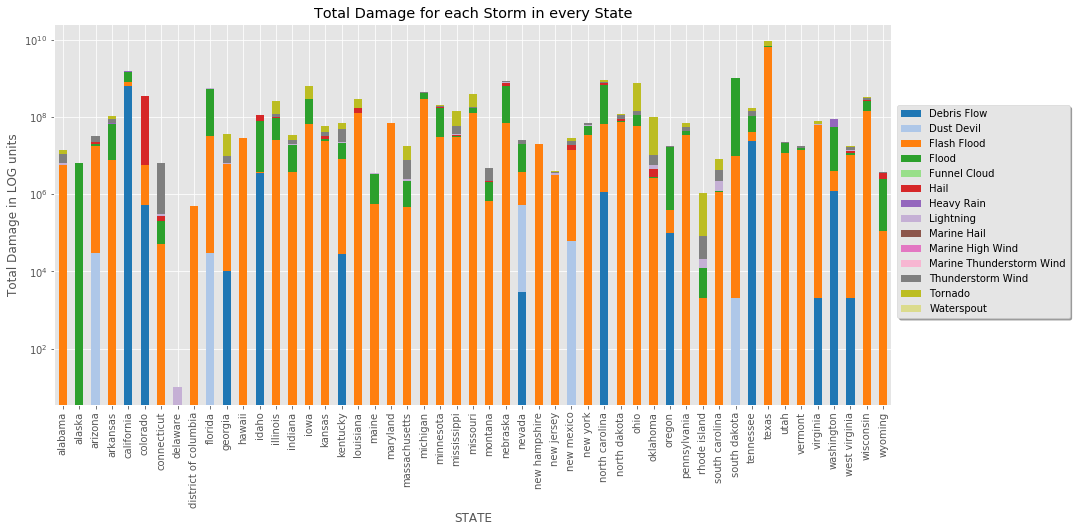 Total Damage for each Storm in every State
Total Damage in LOG units
10^10
10^8
10^6
10^4
10^2
alabama
alaska
arizona
arkansas
california
colorado
connecticut
delaware
district of columbia
florida
georgia
hawaii
idaho
illinois
indiana
iowa
kansas
kentucky
louisiana
maine
maryland
massachusetts
michigan
minnesota
mississippi
missouri
montana
nebraska
nevada
new hampshire
new jersey
new mexico
new york
north carolina
north dakota
ohio
oklahoma
oregon
pennsylvania
rhode island
south carolina
south dakota
tennessee
texas
utah
vermont
virginia
washington
west virginia
wisconsin
wyoming
STATE
Debris Flow
Dust Devil
Flash Flood
Flood
Funnel Cloud
Hail
Heavy Rain
Lightning
Marine Hail
Marine High Wind
Marine Thunderstorm Wind
Thunderstorm Wind
Tornado
Waterspout